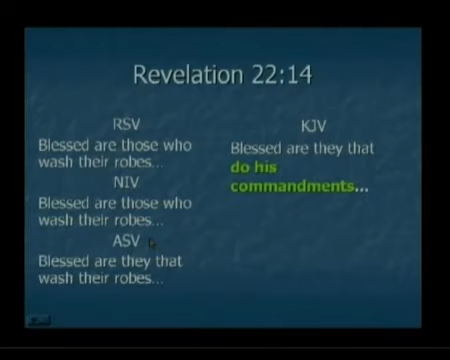 Revelation 22:14
RSV
Blessed are those who
wash their robes...
NIV
Blessed are those who
wash their robes...
ASV
Blessed are they that
wash their robes...
KJV
Blessed are they that
do his
commandments...